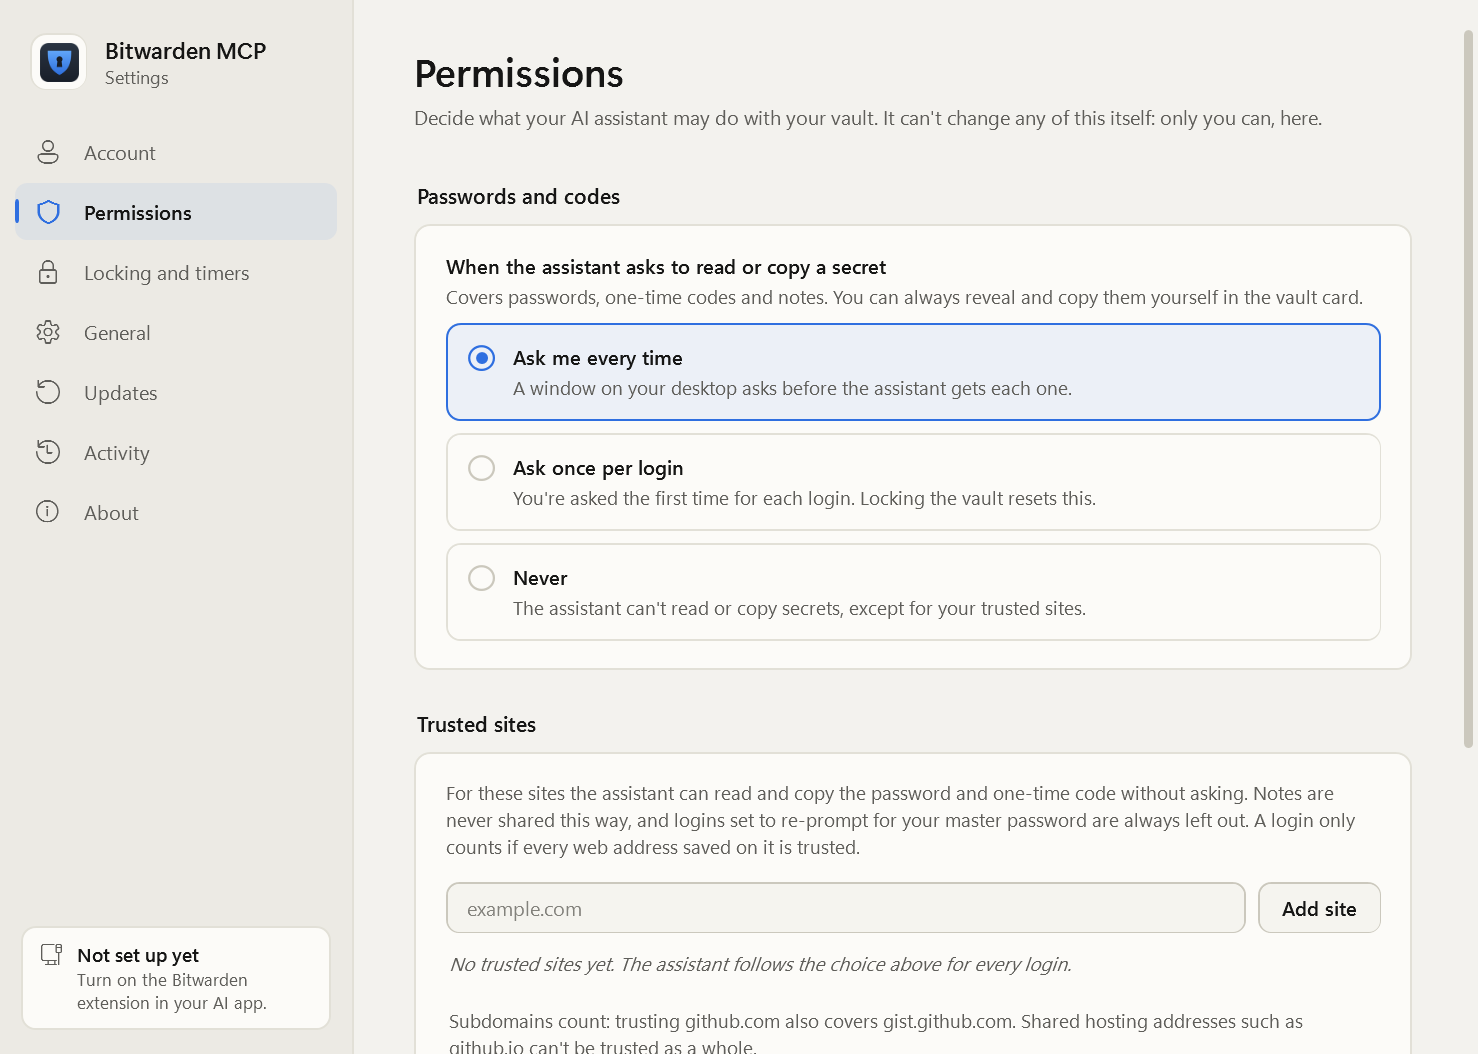 Bitwarden MCP
Settings
Account
Permissions
Locking and timers
General
Updates
Activity
About
Not set up yet
Turn on the Bitwarden
extension in your AI app.
Permissions
Decide what your AI assistant may do with your vault. It can't change any of this itself: only you can, here.
Passwords and codes
When the assistant asks to read or copy a secret
Covers passwords, one-time codes and notes. You can always reveal and copy them yourself in the vault card.
Ask me every time
A window on your desktop asks before the assistant gets each one.
Ask once per login
You're asked the first time for each login. Locking the vault resets this.
Never
The assistant can't read or copy secrets, except for your trusted sites.
Trusted sites
For these sites the assistant can read and copy the password and one-time code without asking. Notes are
never shared this way, and logins set to re-prompt for your master password are always left out. A login only
counts if every web address saved on it is trusted.
example.com
Add site
No trusted sites yet. The assistant follows the choice above for every login.
Subdomains count: trusting github.com also covers gist.github.com. Shared hosting addresses such as
github.io can't be trusted as a whole.